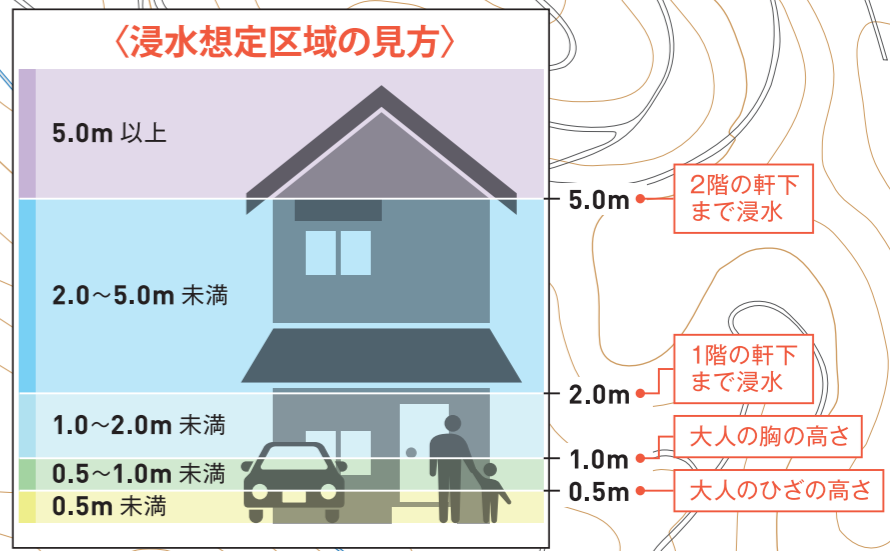 〈浸水想定区域の見方〉
5.0m 以上
2.0～5.0m 未満
1.0～2.0m 未満
0.5～1.0m 未満
0.5m 未満
5.0m
2階の軒下
まで浸水
2.0m
1階の軒下
まで浸水
1.0m
大人の胸の高さ
0.5m
大人のひざの高さ